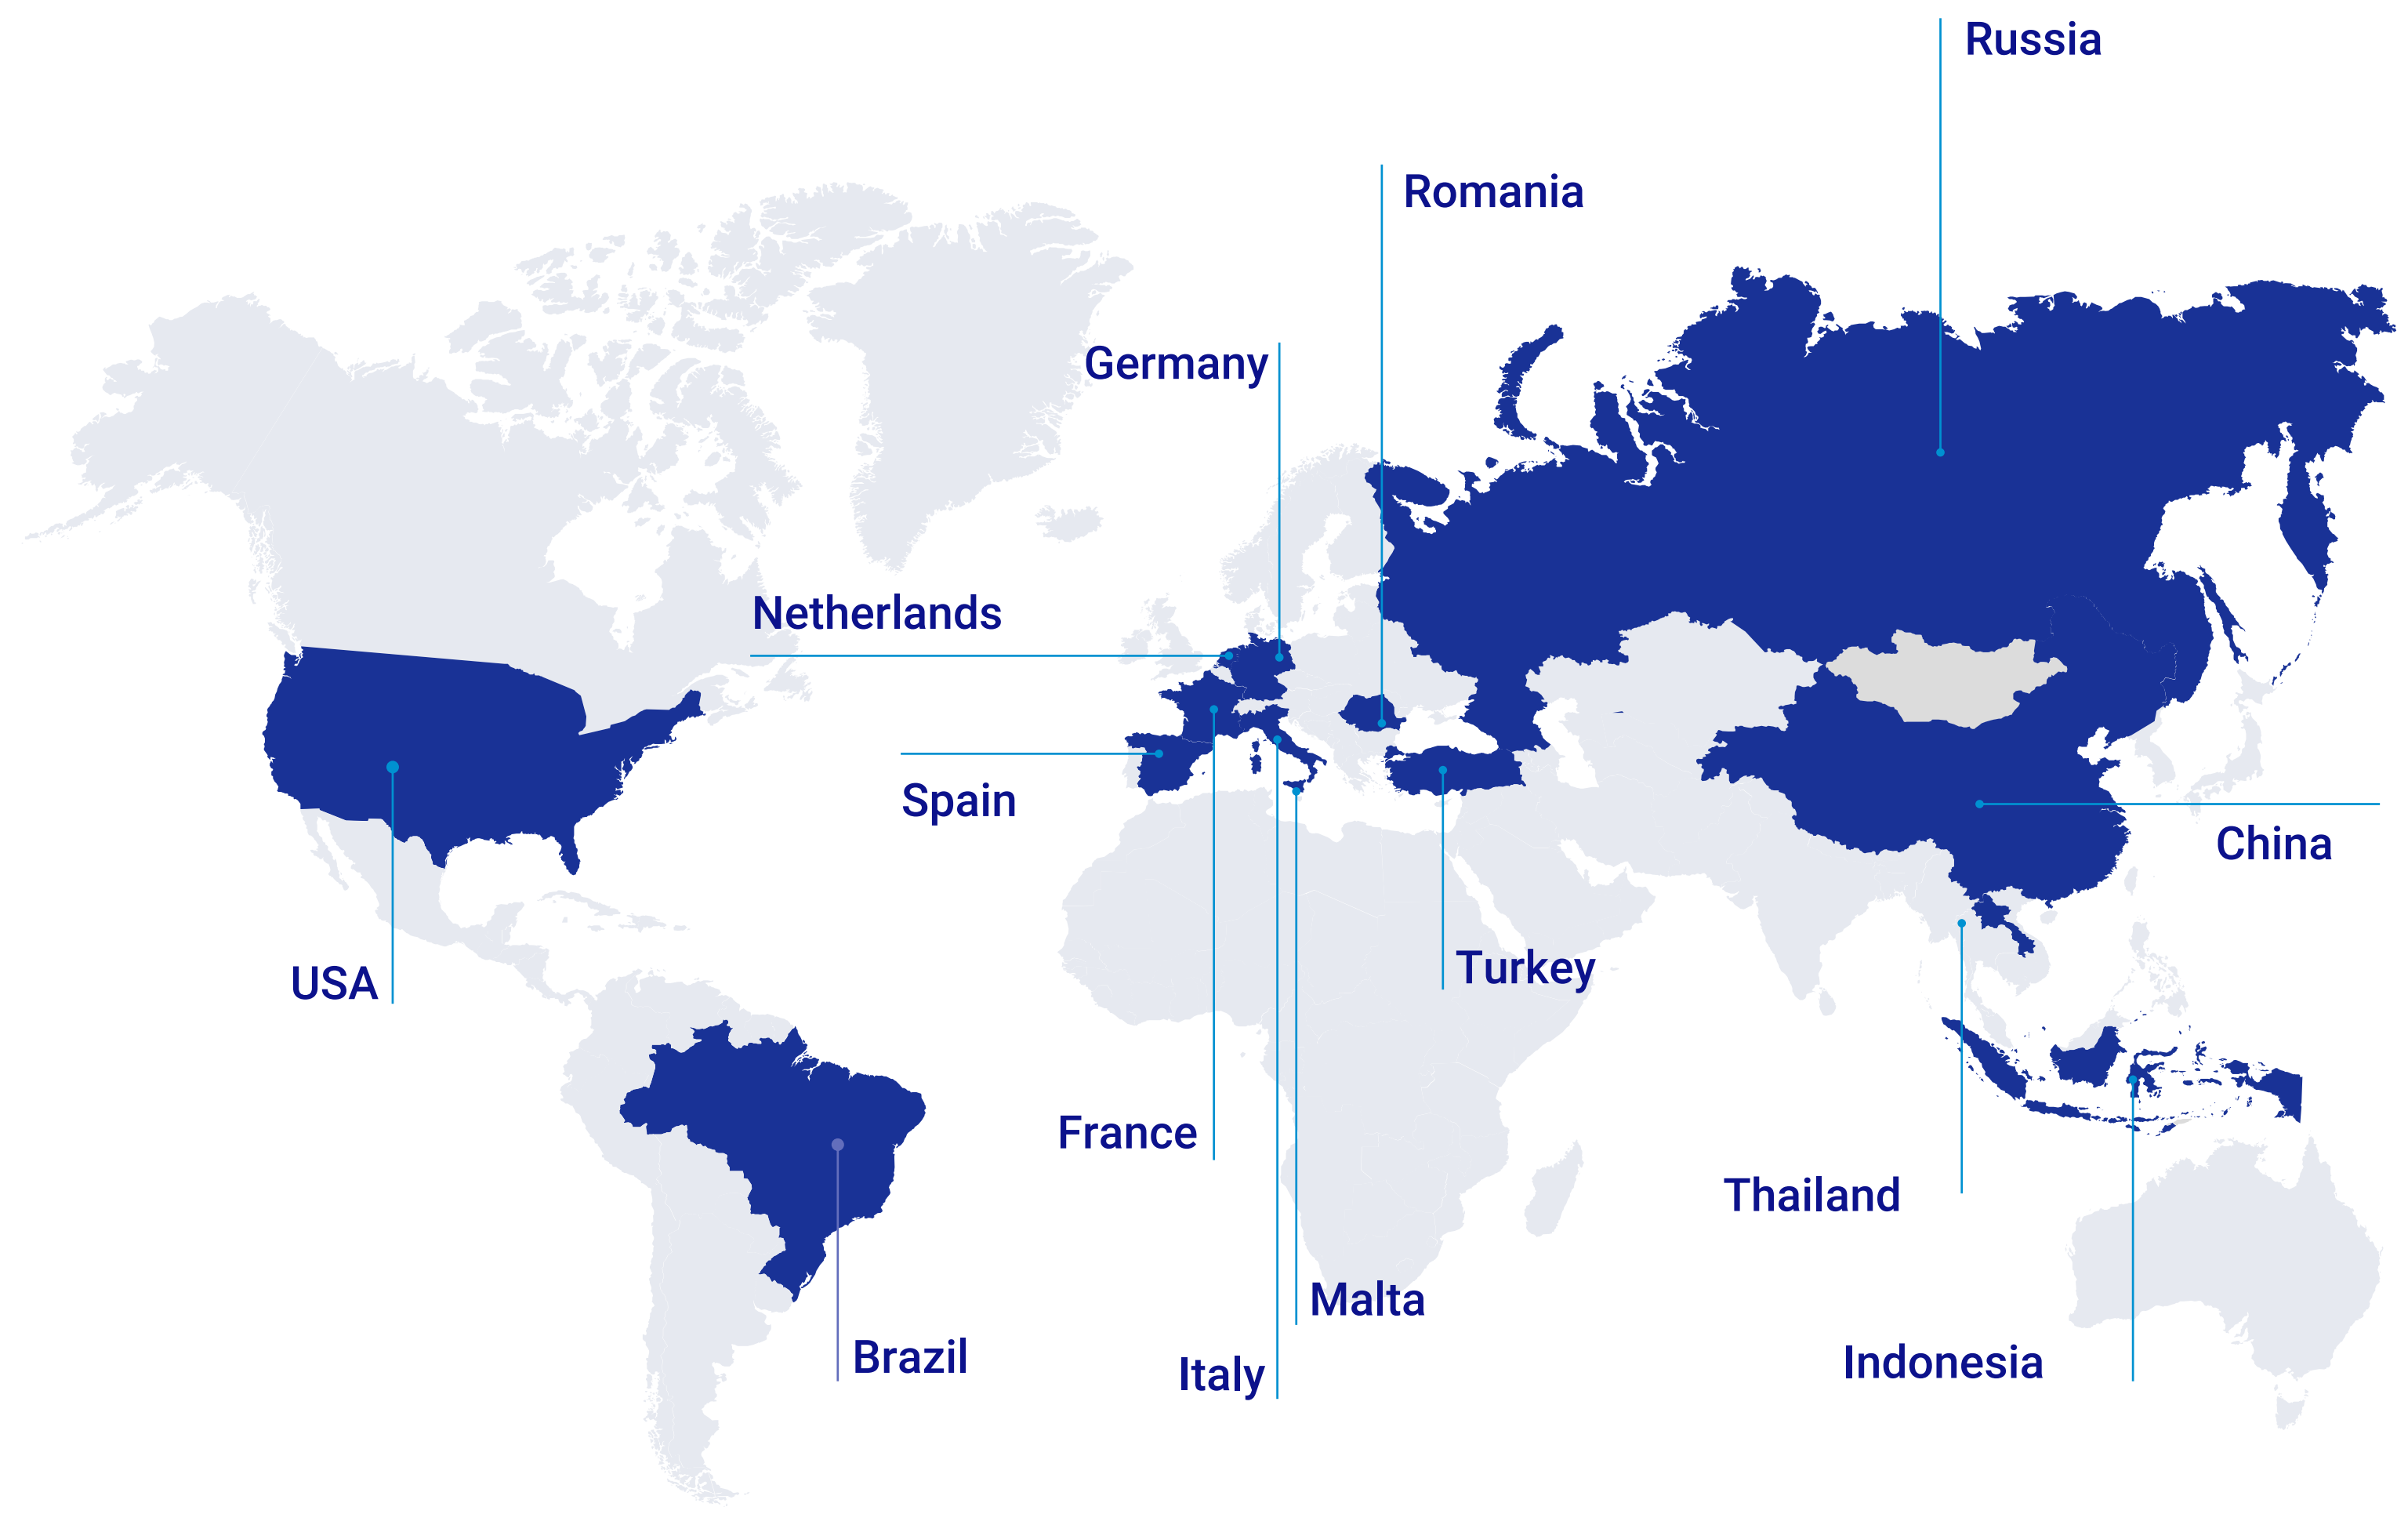 Russia
Romania
Germany
Netherlands
Spain
China
USA
Turkey
France
Thailand
Malta
Brazil
Italy
Indonesia